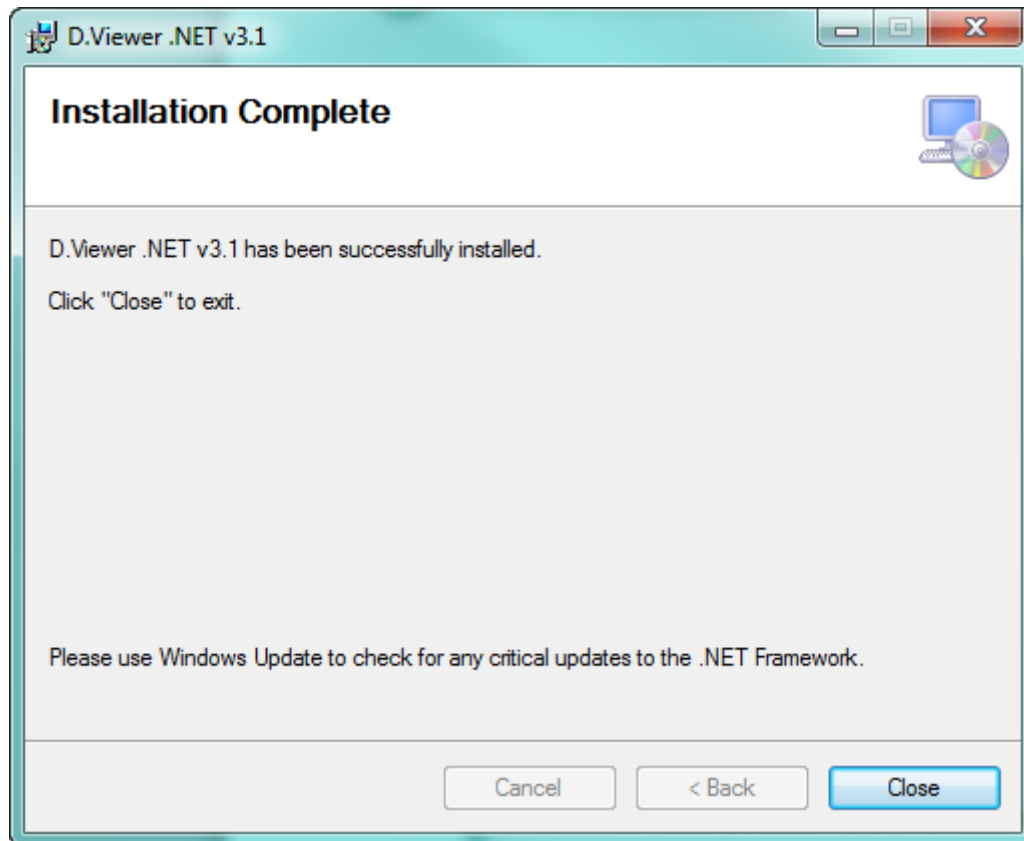 D.Viewer .NET v3.1
Installation Complete
D.Viewer .NET v3.1 has been successfully installed.
Click "Close" to exit.
Please use Windows Update to check for any critical updates to the .NET Framework.
Cancel
< Back
Close